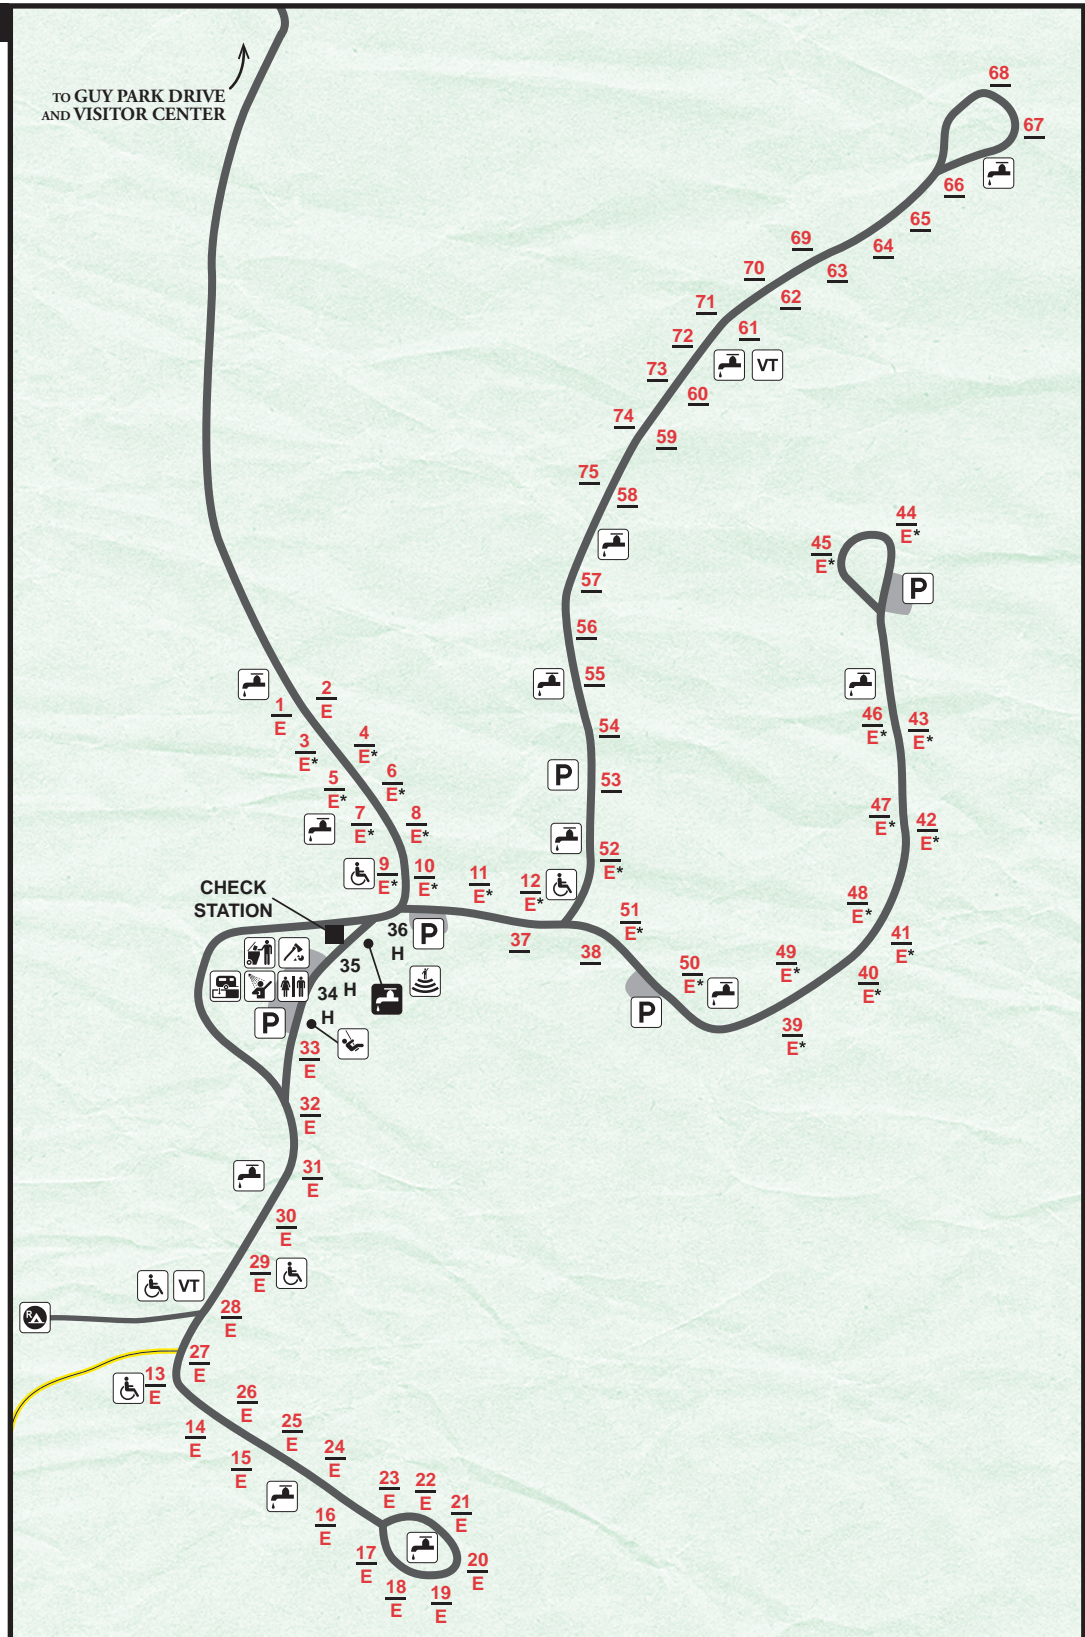 TO GUY PARK DRIVE
AND VISITOR CENTER
68
67
66
65
64
69
63
70
62
71
61
72
VT
73
60
74
59
75
58
44
E*
45
E*
P
57
56
55
54
P
53
52
E*
46
E*
43
E*
47
E*
42
E*
48
E*
41
E*
49
E*
40
E*
39
E*
50
E*
51
E*
P
38
37
12
E*
11
E*
2
E
1
E
4
E*
3
E*
6
E*
5
E*
8
E*
7
E*
10
E*
9
E*
CHECK
STATION
36
H
P
35
H
34
H
P
33
E
32
E
31
E
30
E
29
E
VT
28
E
R
27
E
13
E
26
E
14
E
25
E
15
E
24
E
16
E
23
E
22
E
21
E
17
E
20
E
18
E
19
E